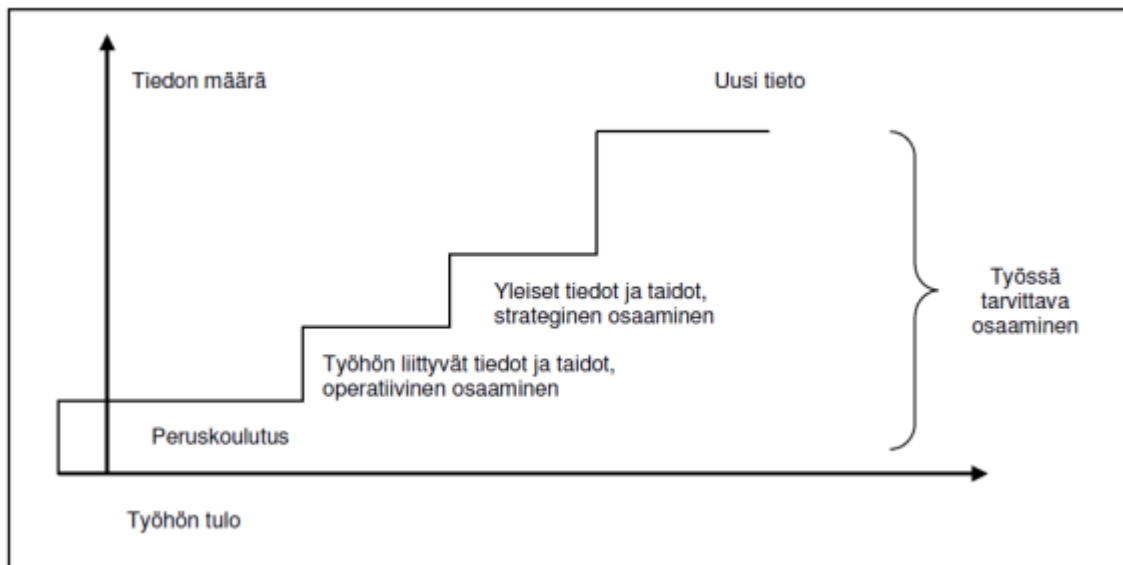 Tiedon määrä
Uusi tieto
Yleiset tiedot ja taidot,
strateginen osaaminen
Työssä
tarvittava
osaaminen
Työhön liittyvät tiedot ja taidot,
operatiivinen osaaminen
Peruskoulutus
Työhön tulo